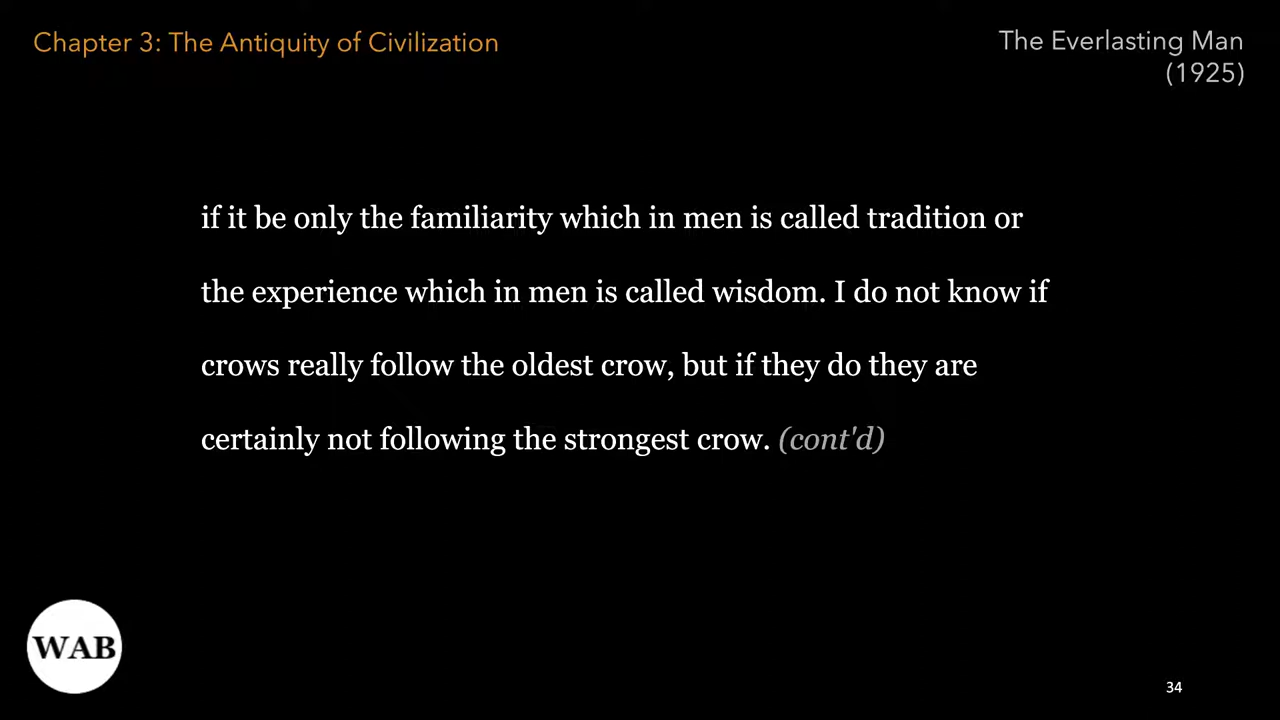 Chapter 3: The Antiquity of Civilization
The Everlasting Man
(1925)
if it be only the familiarity which in men is called tradition or
the experience which in men is called wisdom. I do not know if
crows really follow the oldest crow, but if they do they are
certainly not following the strongest crow. (cont'd)
WAB
34